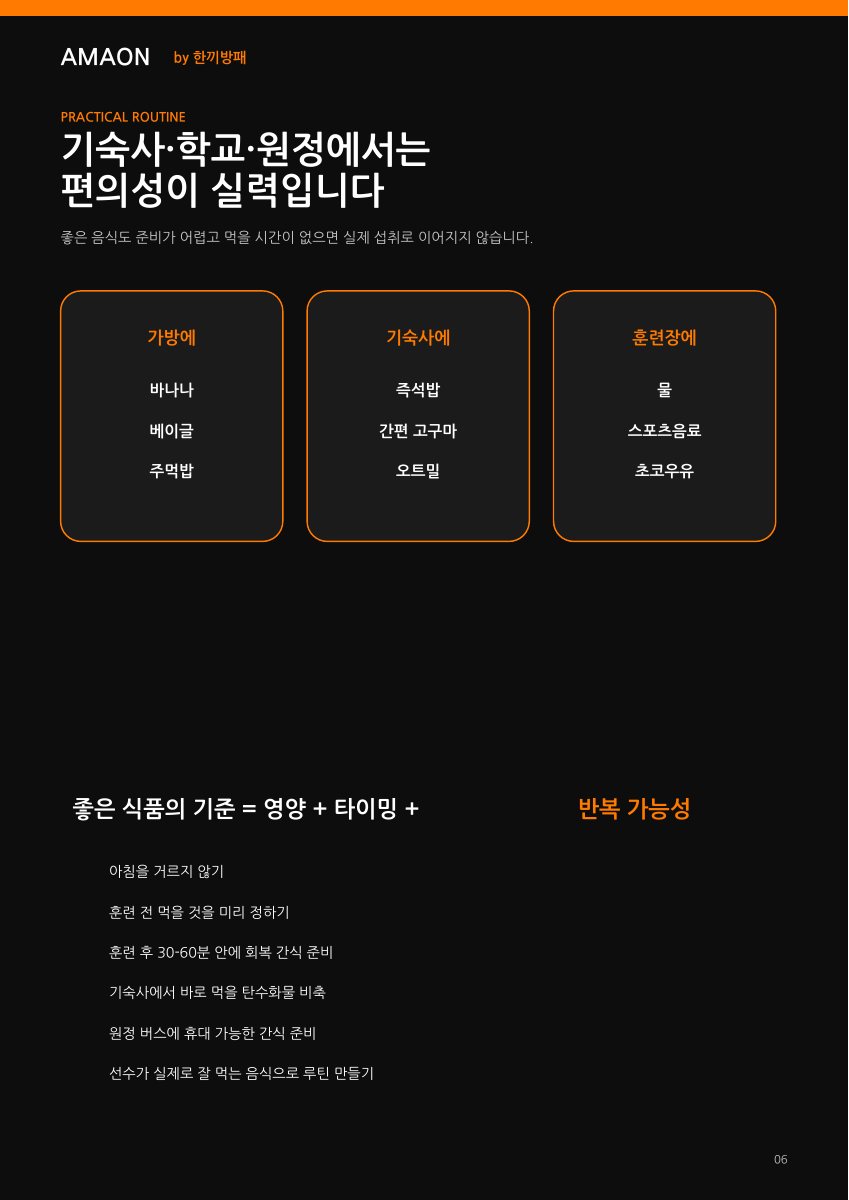 AMAON by 한끼방패
PRACTICAL ROUTINE
기숙사·학교·원정에서는
편의성이 실력입니다
좋은 음식도 준비가 어렵고 먹을 시간이 없으면 실제 섭취로 이어지지 않습니다.
가방에
바나나
베이글
주먹밥
기숙사에
즉석밥
간편 고구마
오트밀
훈련장에
물
스포츠음료
초코우유
좋은 식품의 기준 = 영양 + 타이밍 + 반복 가능성
아침을 거르지 않기
훈련 전 먹을 것을 미리 정하기
훈련 후 30-60분 안에 회복 간식 준비
기숙사에서 바로 먹을 탄수화물 비축
원정 버스에 휴대 가능한 간식 준비
선수가 실제로 잘 먹는 음식으로 루틴 만들기
06